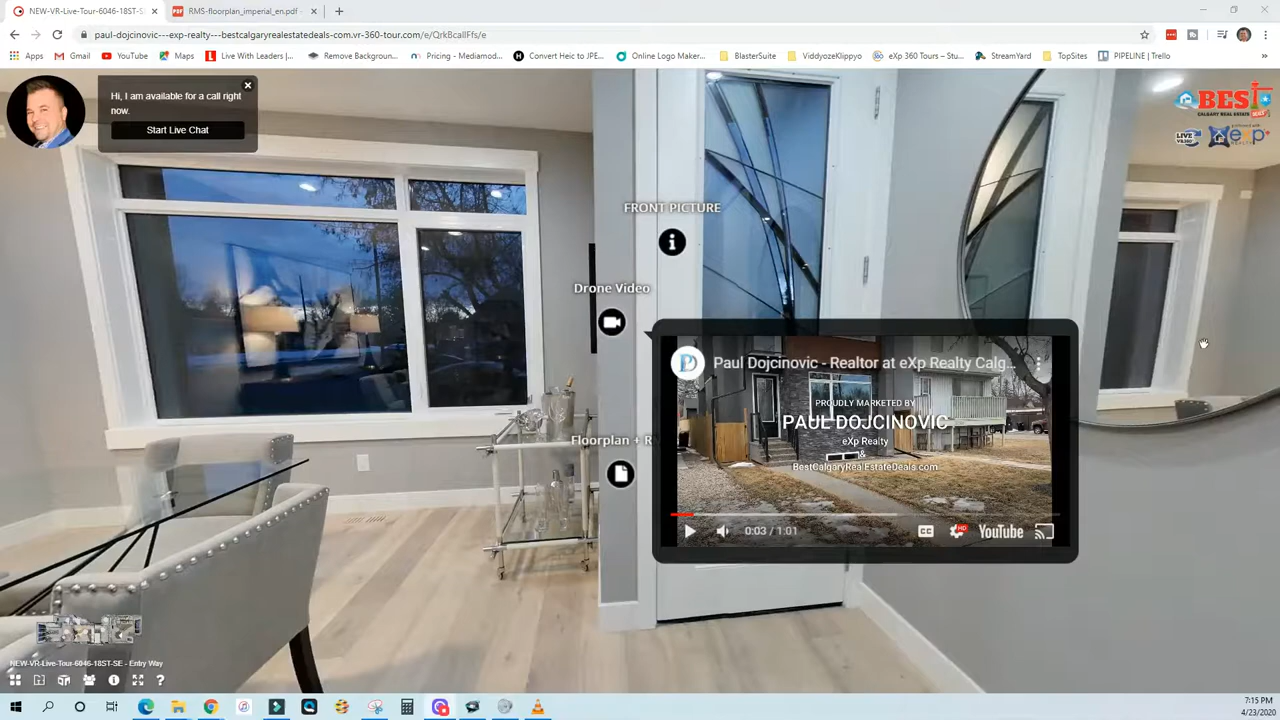 NEW-VR-Live-Tour-6046-18ST-S
RMS-floorplan_imperial_en.pdf
paul-dojcinovic---exp-realty---bestcalgaryrealestatedeals-com.vr-360-tour.com/e/QrkBcallFfs/e
Apps
Gmail
YouTube
Maps
Live With Leaders |...
Remove Backgroun...
Pricing - Mediamod...
Convert Heic to JPE...
Online Logo Maker...
BlasterSuite
ViddyozeKlippyo
eXp 360 Tours – Stu...
StreamYard
TopSites
PIPELINE | Trello
»
Hi, I am available for a call right
now.
Start Live Chat
BEST
CALGARY REAL ESTATE DEALS
LIVE
eXp
REALTY
FRONT PICTURE
Drone Video
Floorplan + R
Paul Dojcinovic - Realtor at eXp Realty Calg...
PROUDLY MARKETED BY
PAUL DOJCINOVIC
eXp Realty
&
BestCalgaryRealEstateDeals.com
0:03 / 1:01
CC
HD
YouTube
NEW-VR-Live-Tour-6046-18ST-SE - Entry Way
7:15 PM
4/23/2020